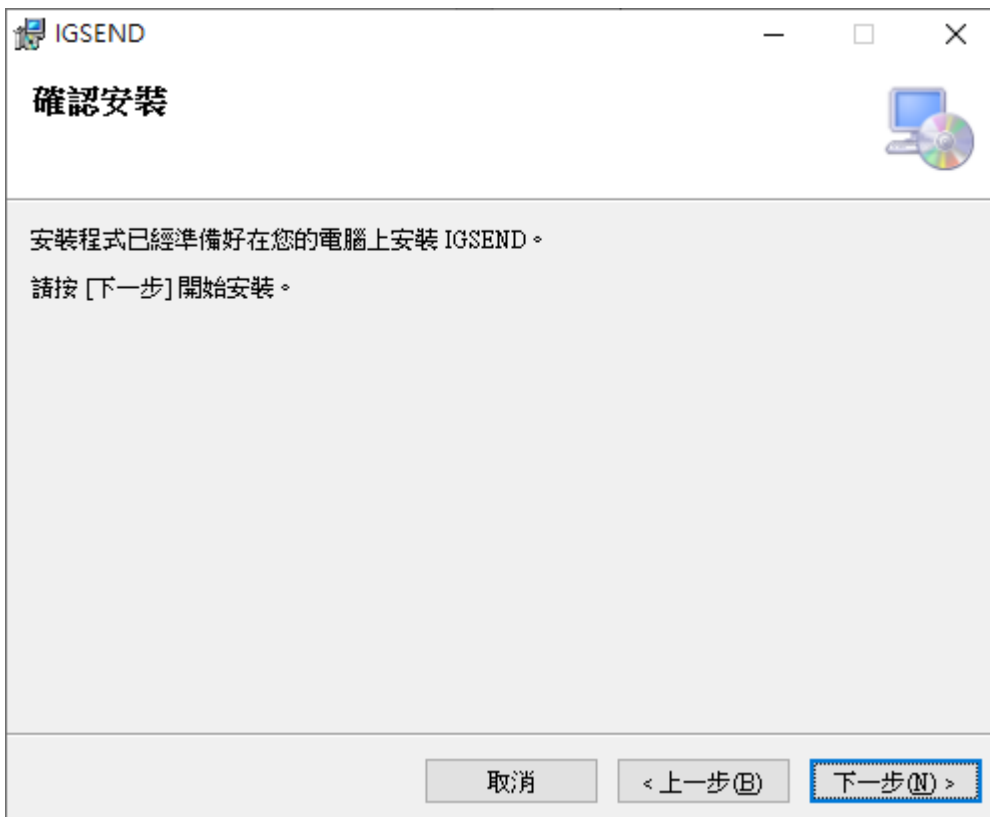 IGSEND
確認安裝
安裝程式已經準備好在您的電腦上安裝 IGSEND。
請按 [下一步] 開始安裝。
取消
<上一步(B)
下一步(N)>